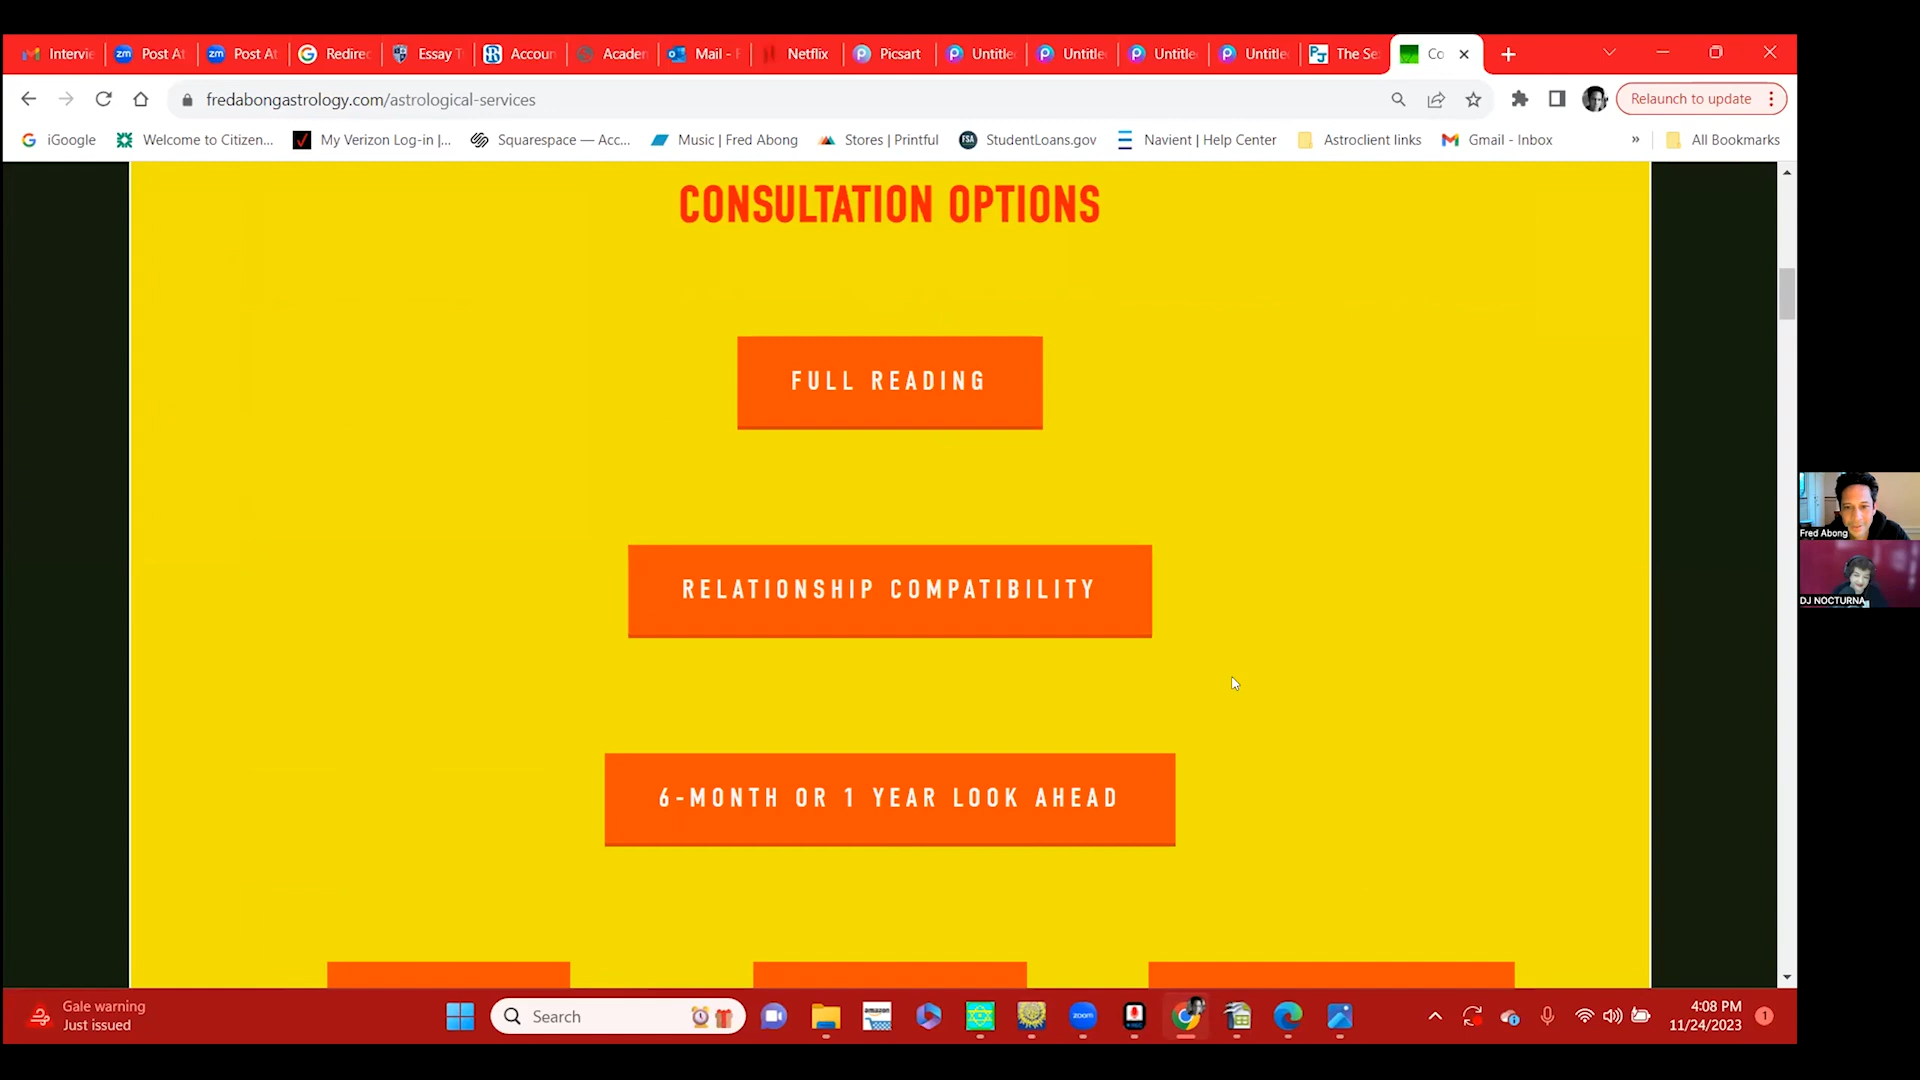 Intervie
Post At
Post At
Redirec
Essay T
Accoun
Academ
Mail - F
Netflix
Picsart
Untitle
Untitle
Untitle
Untitle
The Se
Co
fredabongastrology.com/astrological-services
Relaunch to update
iGoogle
Welcome to Citizen...
My Verizon Log-in |...
Squarespace — Acc...
Music | Fred Abong
Stores | Printful
StudentLoans.gov
Navient | Help Center
Astroclient links
Gmail - Inbox
»
All Bookmarks
CONSULTATION OPTIONS
FULL READING
RELATIONSHIP COMPATIBILITY
6-MONTH OR 1 YEAR LOOK AHEAD
Fred Abong
DJ NOCTURNA
Gale warning
Just issued
Search
amazon
zoom
4:08 PM
11/24/2023
1